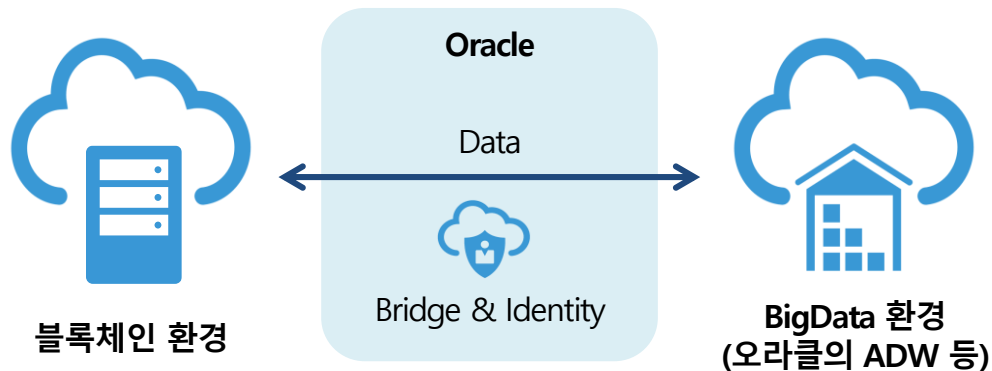 Oracle
Data
Bridge & Identity
블록체인 환경
BigData 환경
(오라클의 ADW 등)